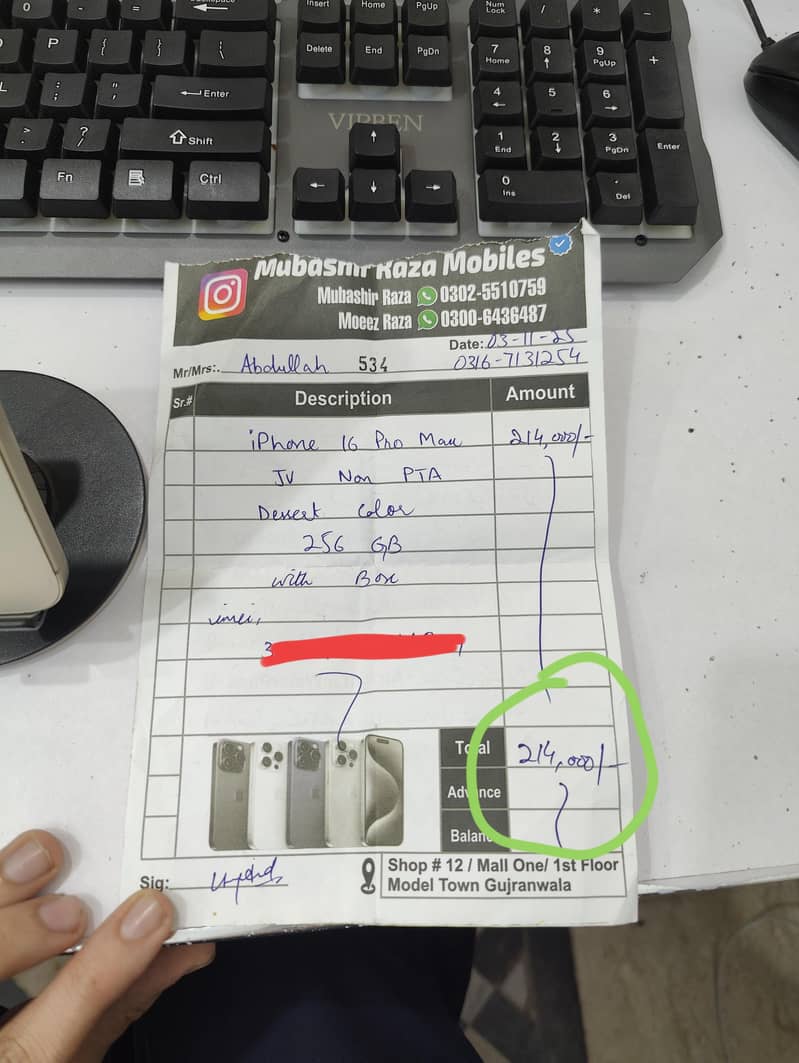 0
-
=
Insert
Home
PgUp
Num
Lock
/
*
-
P
{
[
}
]
|
\
Delete
End
PgDn
7
Home
8
↑
9
PgUp
+
L
:
;
"
'
Enter
4
←
5
6
→
>
.
?
/
Shift
VIPBEN
↑
1
End
2
↓
3
PgDn
Enter
Fn
Ctrl
←
↓
→
0
Ins
.
Del
Mubashir Raza Mobiles
Mubashir Raza 0302-5510759
Moeez Raza 0300-6436487
Date: 03-11-25
Mr/Mrs:. Abdullah 534 0316-7131254
Sr.# Description Amount
iPhone 16 Pro Max 214,000/-
JV Non PTA
Dessert Color
256 GB
with Box
imei,
3
Total 214,000/-
Advance
Balan
Sig:
Shop # 12 / Mall One/ 1st Floor
Model Town Gujranwala